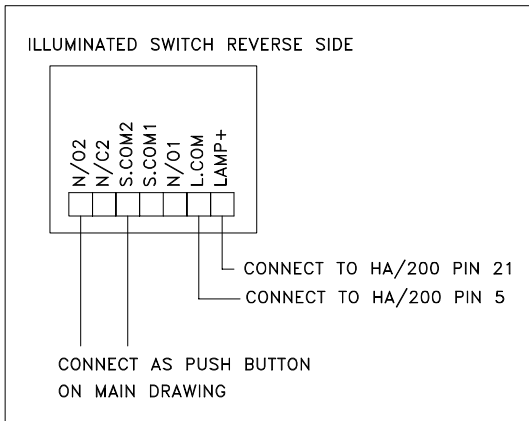 ILLUMINATED SWITCH REVERSE SIDE
N/O2
N/C2
S.COM2
S.COM1
N/O1
L.COM
LAMP+
CONNECT TO HA/200 PIN 21
CONNECT TO HA/200 PIN 5
CONNECT AS PUSH BUTTON
ON MAIN DRAWING